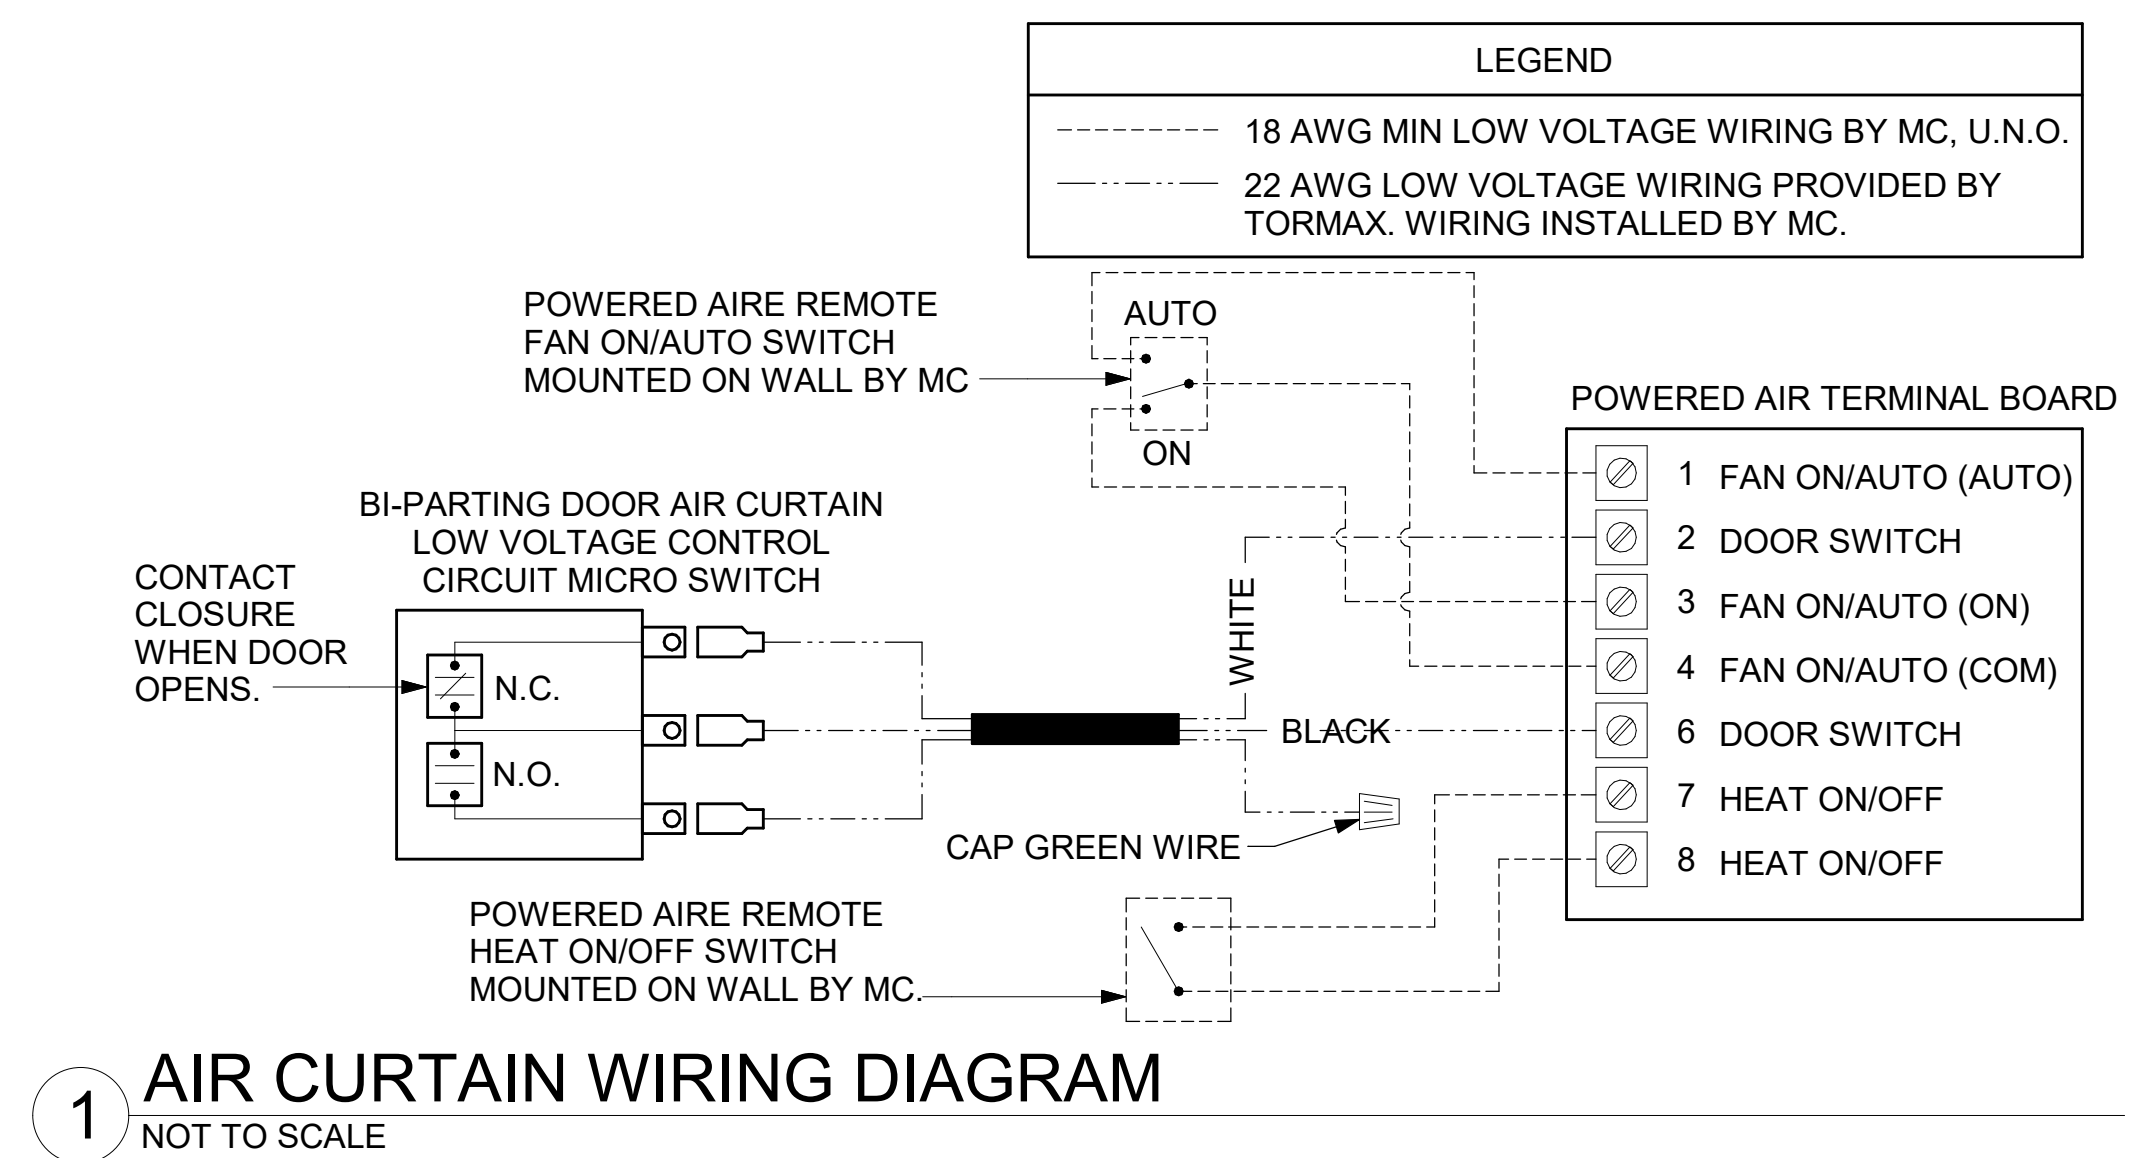 LEGEND
18 AWG MIN LOW VOLTAGE WIRING BY MC, U.N.O.
22 AWG LOW VOLTAGE WIRING PROVIDED BY
TORMAX. WIRING INSTALLED BY MC.
POWERED AIRE REMOTE
FAN ON/AUTO SWITCH
MOUNTED ON WALL BY MC
AUTO
ON
POWERED AIR TERMINAL BOARD
1 FAN ON/AUTO (AUTO)
2 DOOR SWITCH
3 FAN ON/AUTO (ON)
4 FAN ON/AUTO (COM)
6 DOOR SWITCH
7 HEAT ON/OFF
8 HEAT ON/OFF
BI-PARTING DOOR AIR CURTAIN
LOW VOLTAGE CONTROL
CIRCUIT MICRO SWITCH
CONTACT
CLOSURE
WHEN DOOR
OPENS.
N.C.
N.O.
WHITE
BLACK
CAP GREEN WIRE
POWERED AIRE REMOTE
HEAT ON/OFF SWITCH
MOUNTED ON WALL BY MC.
1 AIR CURTAIN WIRING DIAGRAM
NOT TO SCALE